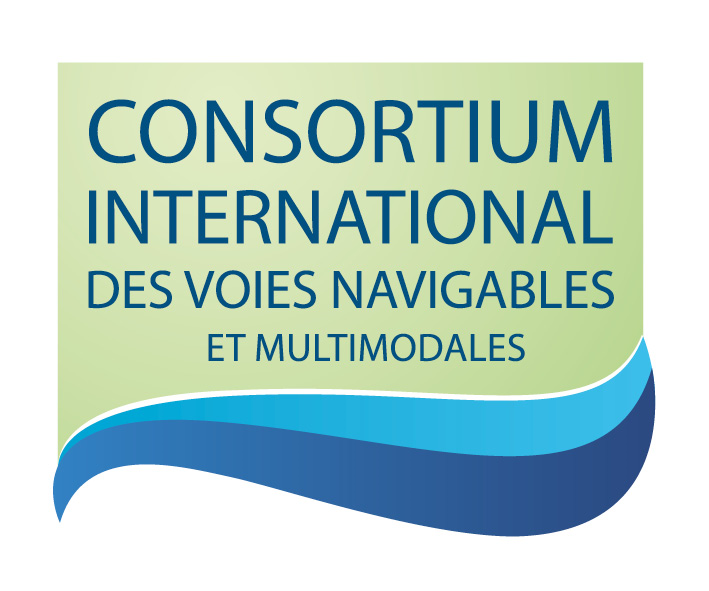 CONSORTIUM
INTERNATIONAL
DES VOIES NAVIGABLES
ET MULTIMODALES